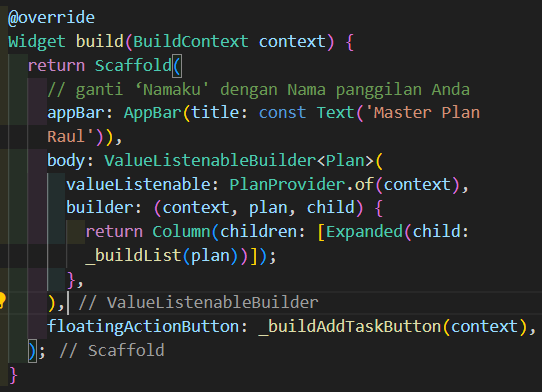 @override
Widget build(BuildContext context) {
return Scaffold(
// ganti ‘Namaku' dengan Nama panggilan Anda
appBar: AppBar(title: const Text('Master Plan
Raul')),
body: ValueListenableBuilder<Plan>(
valueListenable: PlanProvider.of(context),
builder: (context, plan, child) {
return Column(children: [Expanded(child:
_buildList(plan))]);
},
), // ValueListenableBuilder
floatingActionButton: _buildAddTaskButton(context),
); // Scaffold
}